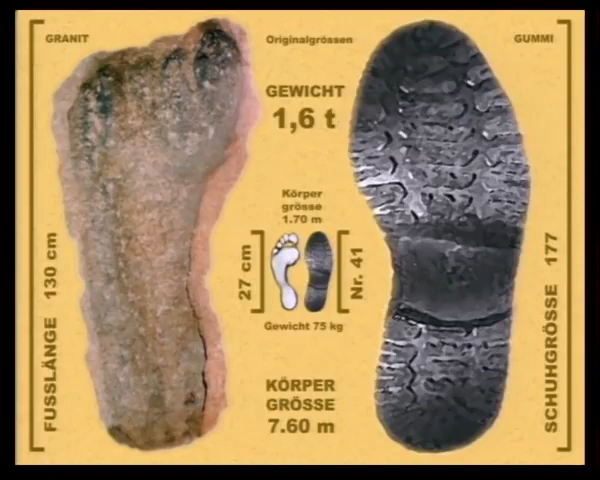 GRANIT
Originalgrössen
GUMMI
GEWICHT
1,6 t
Körper
grösse
1.70 m
27 cm
Nr. 41
Gewicht 75 kg
FUSSLÄNGE 130 cm
SCHUHGRÖSSE 177
KÖRPER
GRÖSSE
7.60 m